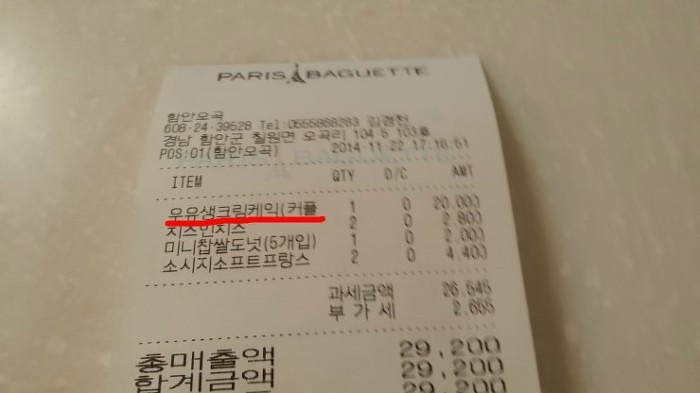 PARIS BAGUETTE
함안오곡
608-24-39528 Tel:0555868283 김경천
경남 함안군 칠원면 오곡리 104-5 103호
POS:01(함안오곡) 2014-11-22 17:16:51
ITEM QTY D/C AMT
우유생크림케익(커플 1 0 20,000
치즈인치즈 2 0 2,800
미니찹쌀도넛(5개입) 1 0 2,000
소시지소프트프랑스 2 0 4,400
과세금액 26,545
부가세 2,655
총매출액 29,200
합계금액 29,200
29,200